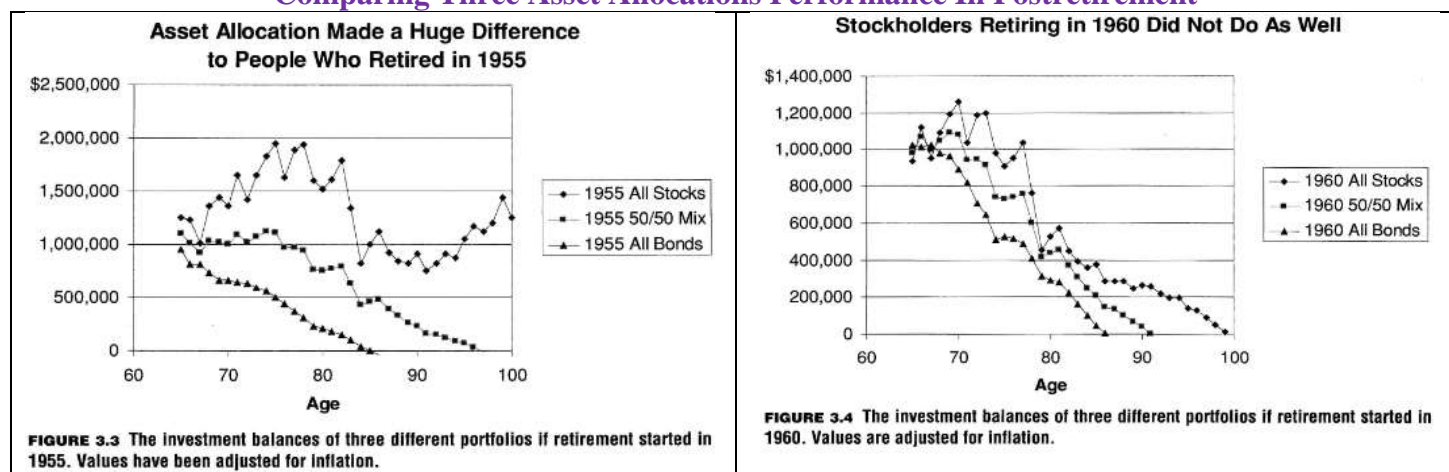 Comparing Three Asset Allocations Performance In Postretirement
Asset Allocation Made a Huge Difference
to People Who Retired in 1955
$2,500,000
2,000,000
1,500,000
1,000,000
500,000
0
60
70
80
90
100
Age
1955 All Stocks
1955 50/50 Mix
1955 All Bonds
FIGURE 3.3 The investment balances of three different portfolios if retirement started in
1955. Values have been adjusted for inflation.
Stockholders Retiring in 1960 Did Not Do As Well
$1,400,000
1,200,000
1,000,000
800,000
600,000
400,000
200,000
0
60
70
80
90
100
Age
1960 All Stocks
1960 50/50 Mix
1960 All Bonds
FIGURE 3.4 The investment balances of three different portfolios if retirement started in
1960. Values are adjusted for inflation.